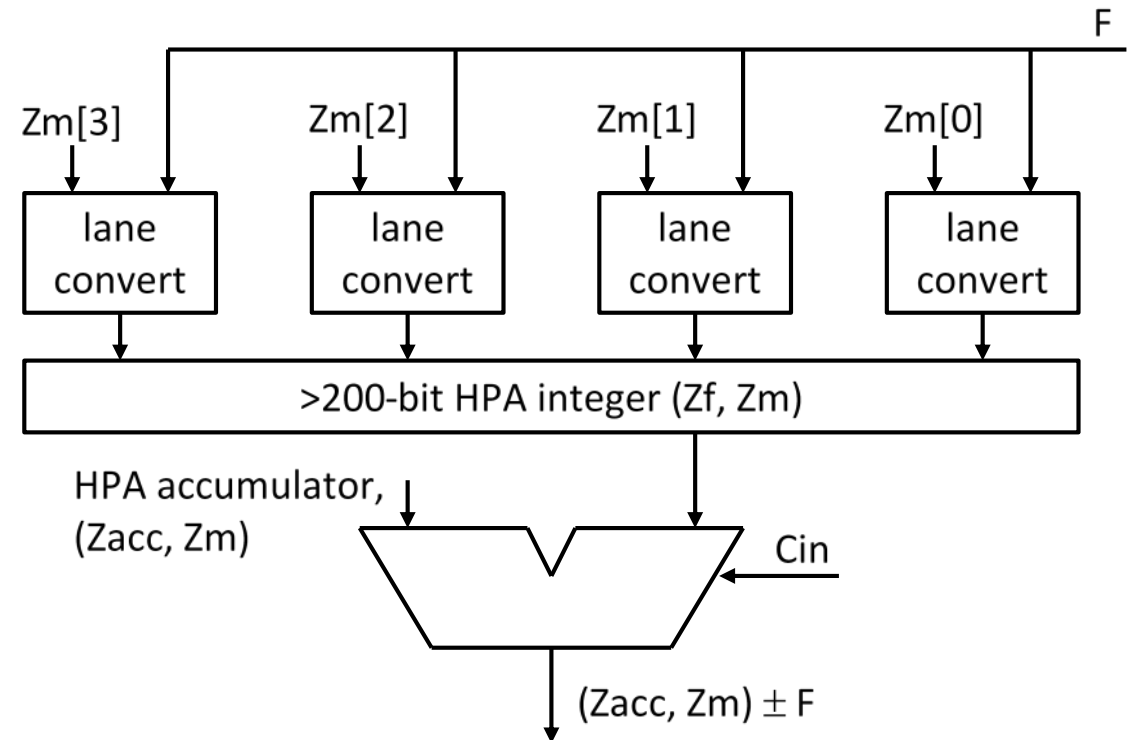 F
Zm[3]
Zm[2]
Zm[1]
Zm[0]
lane
convert
lane
convert
lane
convert
lane
convert
>200-bit HPA integer (Zf, Zm)
HPA accumulator,
(Zacc, Zm)
Cin
(Zacc, Zm) ± F